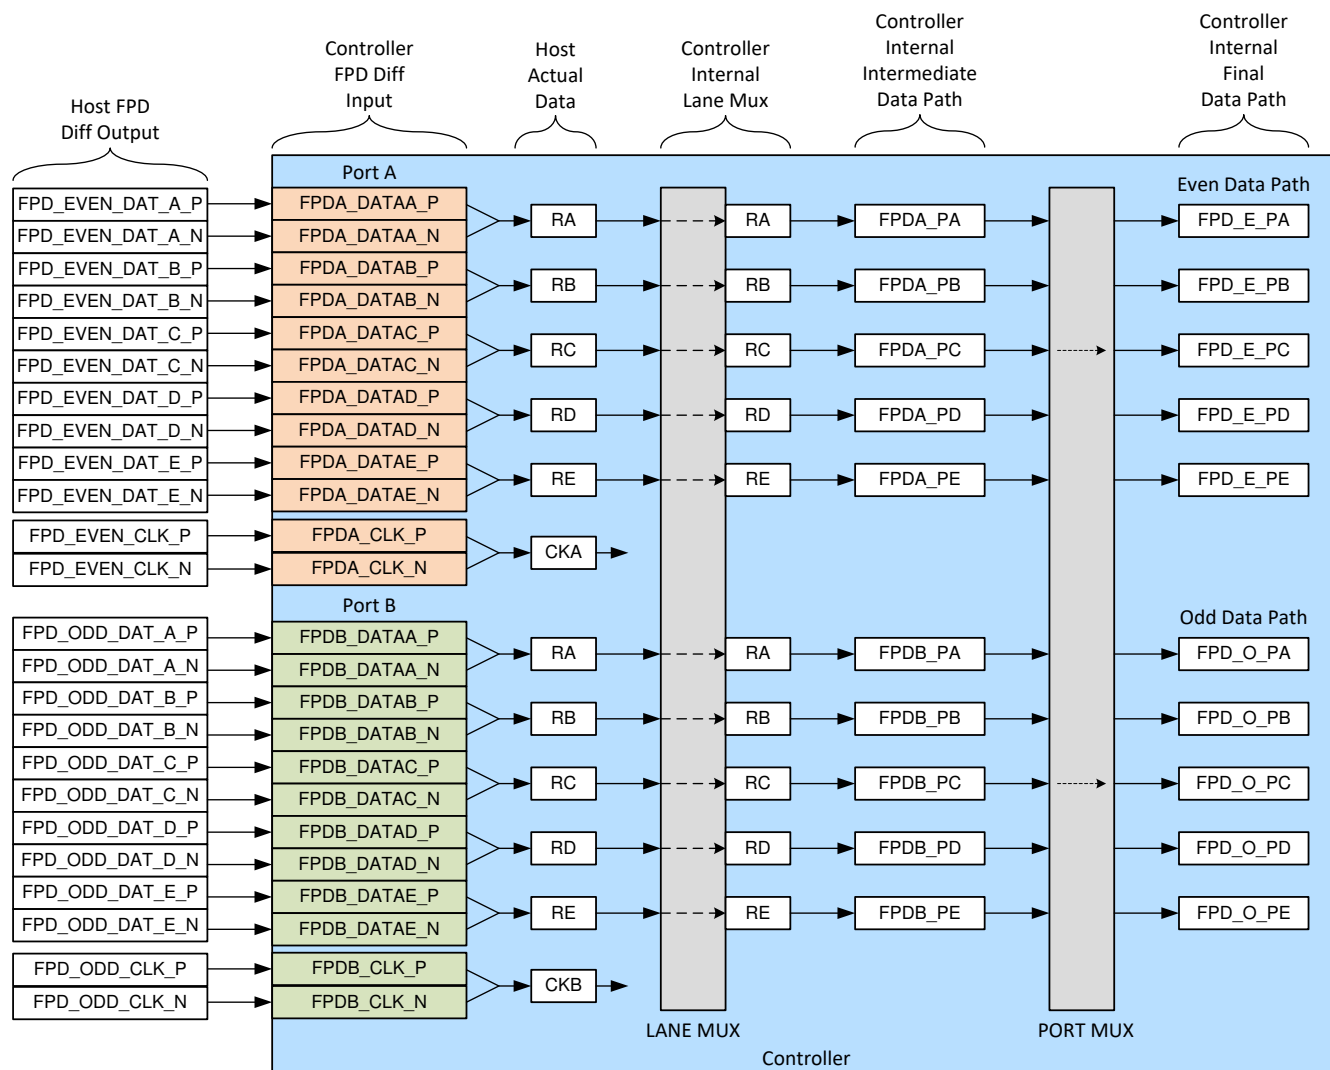 Host FPD
Diff Output
Controller
FPD Diff
Input
Host
Actual
Data
Controller
Internal
Lane Mux
Controller
Internal
Intermediate
Data Path
Controller
Internal
Final
Data Path
Port A
Even Data Path
FPD_EVEN_DAT_A_P FPDA_DATAA_P
RA RA FPDA_PA FPD_E_PA
FPD_EVEN_DAT_A_N FPDA_DATAA_N
FPD_EVEN_DAT_B_P FPDA_DATAB_P
RB RB FPDA_PB FPD_E_PB
FPD_EVEN_DAT_B_N FPDA_DATAB_N
FPD_EVEN_DAT_C_P FPDA_DATAC_P
RC RC FPDA_PC FPD_E_PC
FPD_EVEN_DAT_C_N FPDA_DATAC_N
FPD_EVEN_DAT_D_P FPDA_DATAD_P
RD RD FPDA_PD FPD_E_PD
FPD_EVEN_DAT_D_N FPDA_DATAD_N
FPD_EVEN_DAT_E_P FPDA_DATAE_P
RE RE FPDA_PE FPD_E_PE
FPD_EVEN_DAT_E_N FPDA_DATAE_N
FPD_EVEN_CLK_P FPDA_CLK_P
CKA
FPD_EVEN_CLK_N FPDA_CLK_N
Port B
Odd Data Path
FPD_ODD_DAT_A_P FPDB_DATAA_P
RA RA FPDB_PA FPD_O_PA
FPD_ODD_DAT_A_N FPDB_DATAA_N
FPD_ODD_DAT_B_P FPDB_DATAB_P
RB RB FPDB_PB FPD_O_PB
FPD_ODD_DAT_B_N FPDB_DATAB_N
FPD_ODD_DAT_C_P FPDB_DATAC_P
RC RC FPDB_PC FPD_O_PC
FPD_ODD_DAT_C_N FPDB_DATAC_N
FPD_ODD_DAT_D_P FPDB_DATAD_P
RD RD FPDB_PD FPD_O_PD
FPD_ODD_DAT_D_N FPDB_DATAD_N
FPD_ODD_DAT_E_P FPDB_DATAE_P
RE RE FPDB_PE FPD_O_PE
FPD_ODD_DAT_E_N FPDB_DATAE_N
FPD_ODD_CLK_P FPDB_CLK_P
CKB
FPD_ODD_CLK_N FPDB_CLK_N
LANE MUX
PORT MUX
Controller